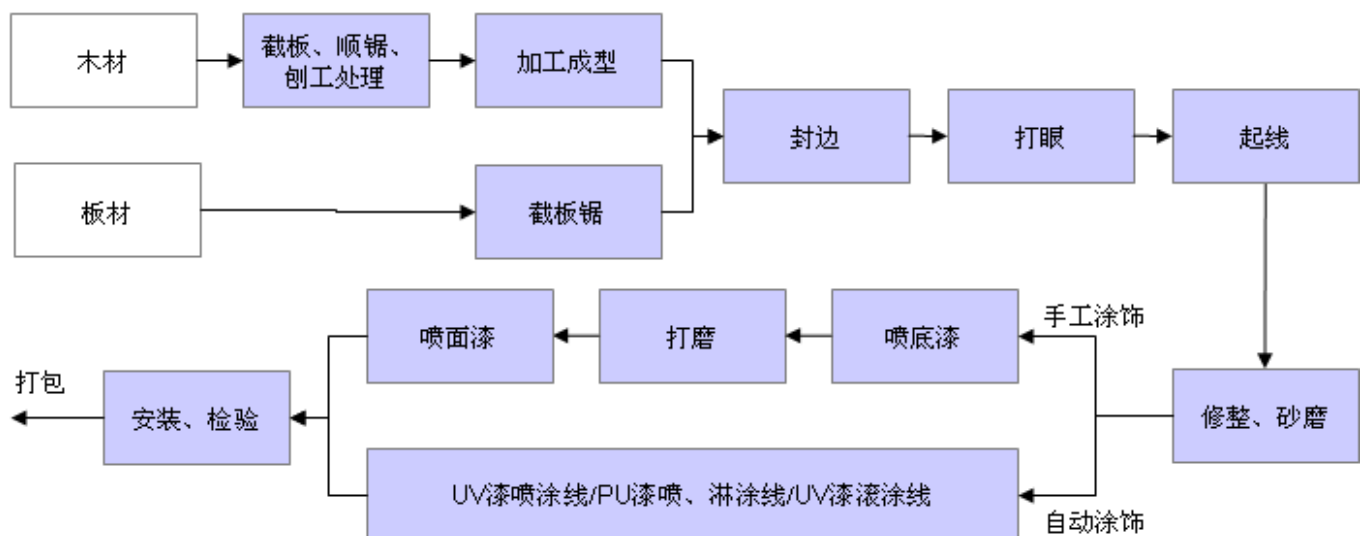 木材
截板、顺锯、
刨工处理
加工成型
封边
打眼
起线
板材
截板锯
喷面漆
打磨
喷底漆
手工涂饰
打包
安装、检验
修整、砂磨
UV漆喷涂线/PU漆喷、淋涂线/UV漆滚涂线
自动涂饰